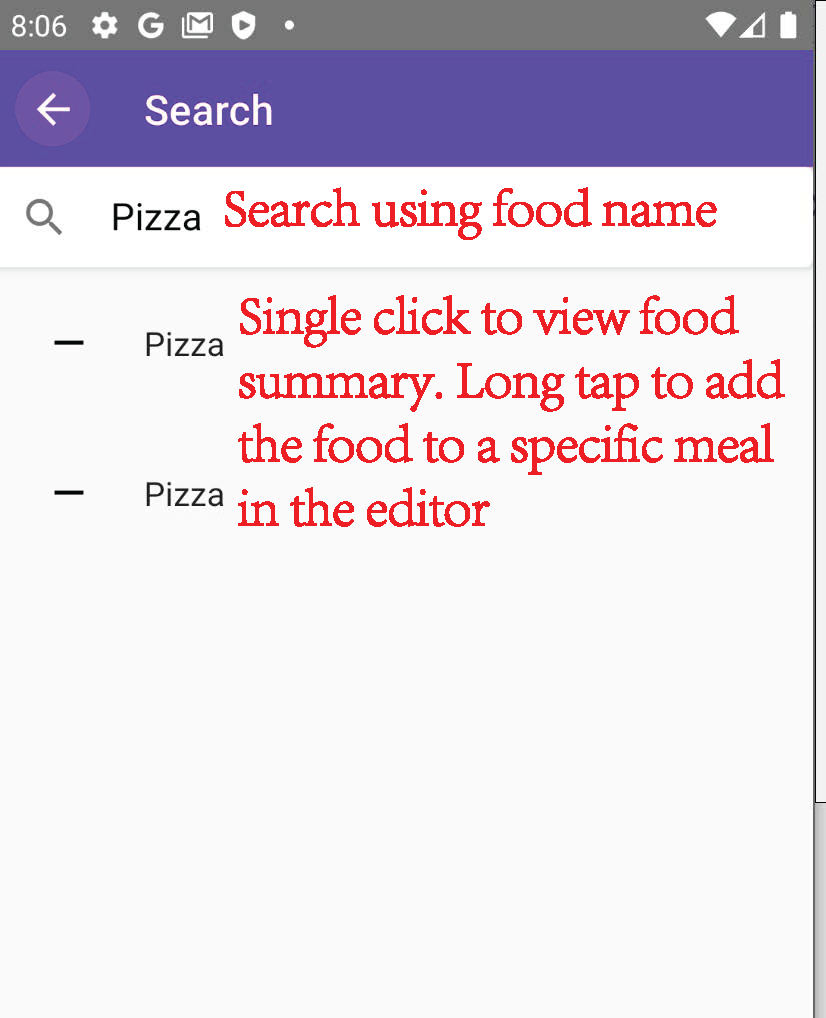 8:06
Search
Pizza Search using food name
Pizza Single click to view food
summary. Long tap to add
the food to a specific meal
Pizza in the editor